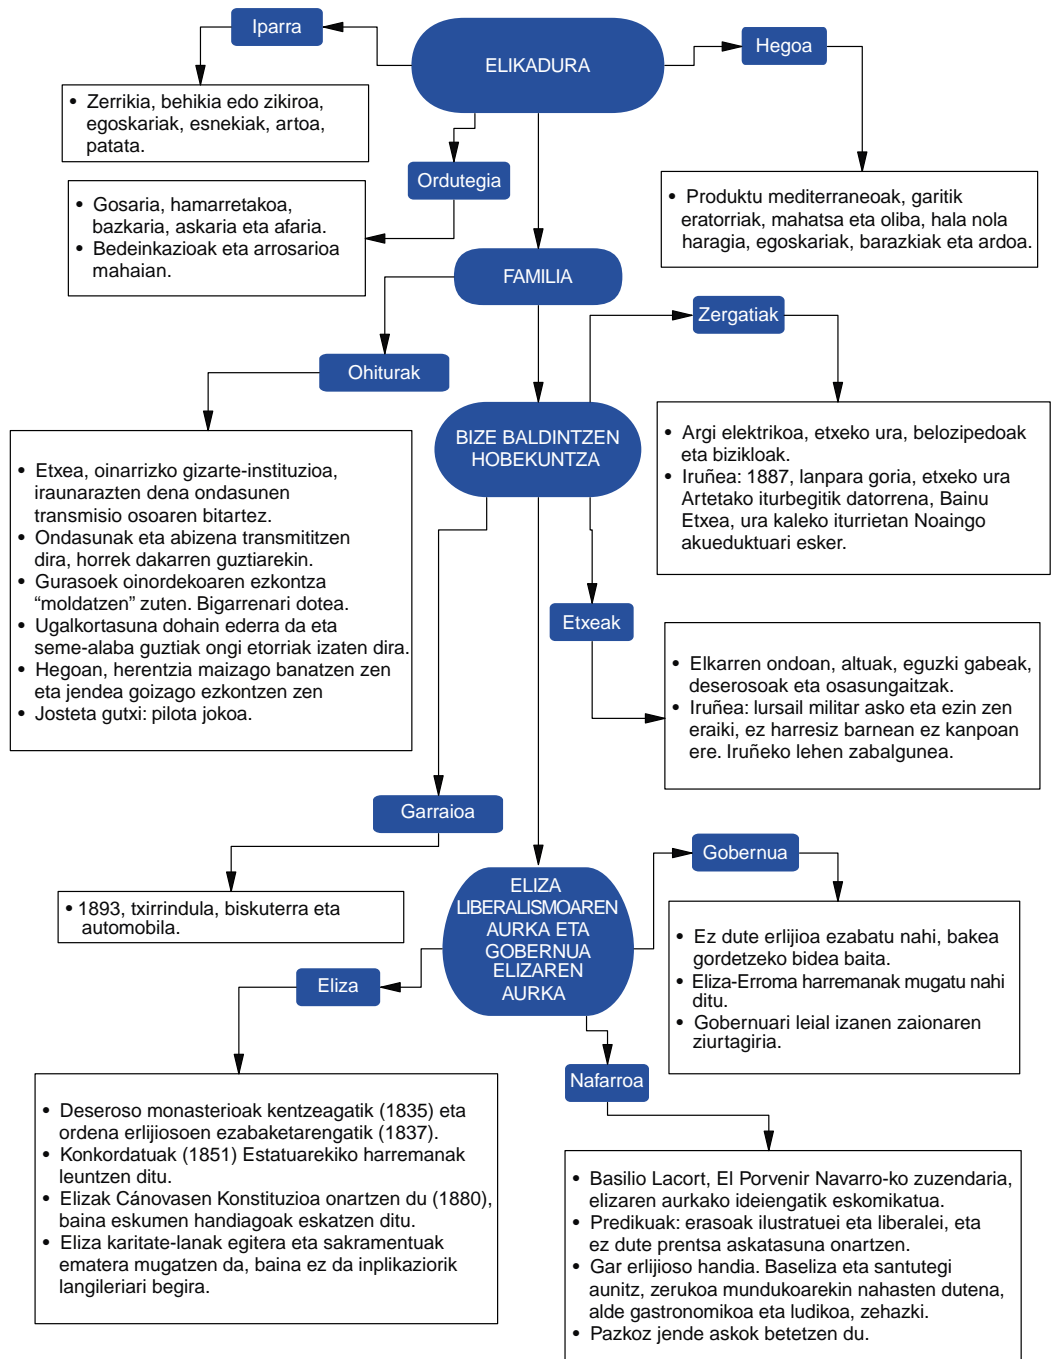 ELIKADURA
Iparra
Hegoa
• Zerrikia, behikia edo zikiroa,
egoskariak, esnekiak, artoa,
patata.
Ordutegia
• Gosaria, hamarretakoa,
bazkaria, askaria eta afaria.
• Bedeinkazioak eta arrosarioa
mahaian.
• Produktu mediterraneoak, garitik
eratorriak, mahatsa eta oliba, hala nola
haragia, egoskariak, barazkiak eta ardoa.
FAMILIA
Ohiturak
• Etxea, oinarrizko gizarte-instituzioa,
iraunarazten dena ondasunen
transmisio osoaren bitartez.
• Ondasunak eta abizena transmititzen
dira, horrek dakarren guztiarekin.
• Gurasoek oinordekoaren ezkontza
“moldatzen” zuten. Bigarrenari dotea.
• Ugalkortasuna dohain ederra da eta
seme-alaba guztiak ongi etorriak izaten dira.
• Hegoan, herentzia maizago banatzen zen
eta jendea goizago ezkontzen zen
• Josteta gutxi: pilota jokoa.
BIZE BALDINTZEN
HOBEKUNTZA
Zergatiak
• Argi elektrikoa, etxeko ura, belozipedoak
eta bizikloak.
• Iruñea: 1887, lanpara goria, etxeko ura
Artetako iturbegitik datorrena, Bainu
Etxea, ura kaleko iturrietan Noaingo
akueduktuari esker.
Etxeak
• Elkarren ondoan, altuak, eguzki gabeak,
deserosoak eta osasungaitzak.
• Iruñea: lursail militar asko eta ezin zen
eraiki, ez harresiz barnean ez kanpoan
ere. Iruñeko lehen zabalgunea.
Garraioa
• 1893, txirrindula, biskuterra eta
automobila.
ELIZA
LIBERALISMOAREN
AURKA ETA
GOBERNUA
ELIZAREN
AURKA
Gobernua
• Ez dute erlijioa ezabatu nahi, bakea
gordetzeko bidea baita.
• Eliza-Erroma harremanak mugatu nahi
ditu.
• Gobernuari leial izanen zaionaren
ziurtagiria.
Eliza
• Deseroso monasterioak kentzeagatik (1835) eta
ordena erlijiosoen ezabaketarengatik (1837).
• Konkordatuak (1851) Estatuarekiko harremanak
leuntzen ditu.
• Elizak Cánovasen Konstituzioa onartzen du (1880),
baina eskumen handiagoak eskatzen ditu.
• Eliza karitate-lanak egitera eta sakramentuak
ematera mugatzen da, baina ez da inplikaziorik
langileriari begira.
Nafarroa
• Basilio Lacort, El Porvenir Navarro-ko zuzendaria,
elizaren aurkako ideiengatik eskomikatua.
• Predikuak: erasoak ilustratuei eta liberalei, eta
ez dute prentsa askatasuna onartzen.
• Gar erlijioso handia. Baseliza eta santutegi
aunitz, zerukoa mundukoarekin nahasten dutena,
alde gastronomikoa eta ludikoa, zehazki.
• Pazkoz jende askok betetzen du.